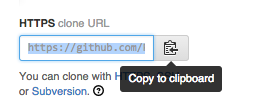 HTTPS clone URL
https://github.com/
Copy to clipboard
You can clone with
or Subversion.